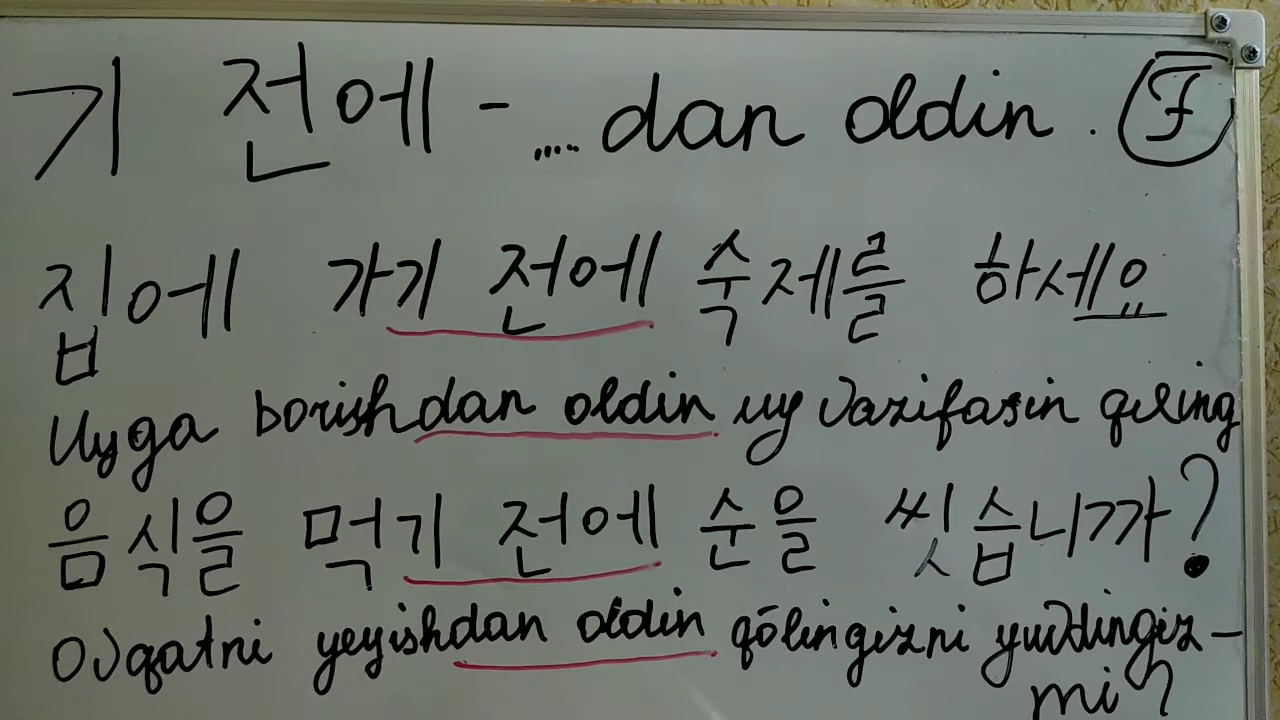 기 전에 - ..... dan oldin. F
집에 가기 전에 숙제를 하세요
Uyga borishdan oldin uy vazifasin qiling
음식을 먹기 전에 순을 씻습니까?
Ovqatni yeyishdan oldin qōlingizni yuvdingiz-
mi?